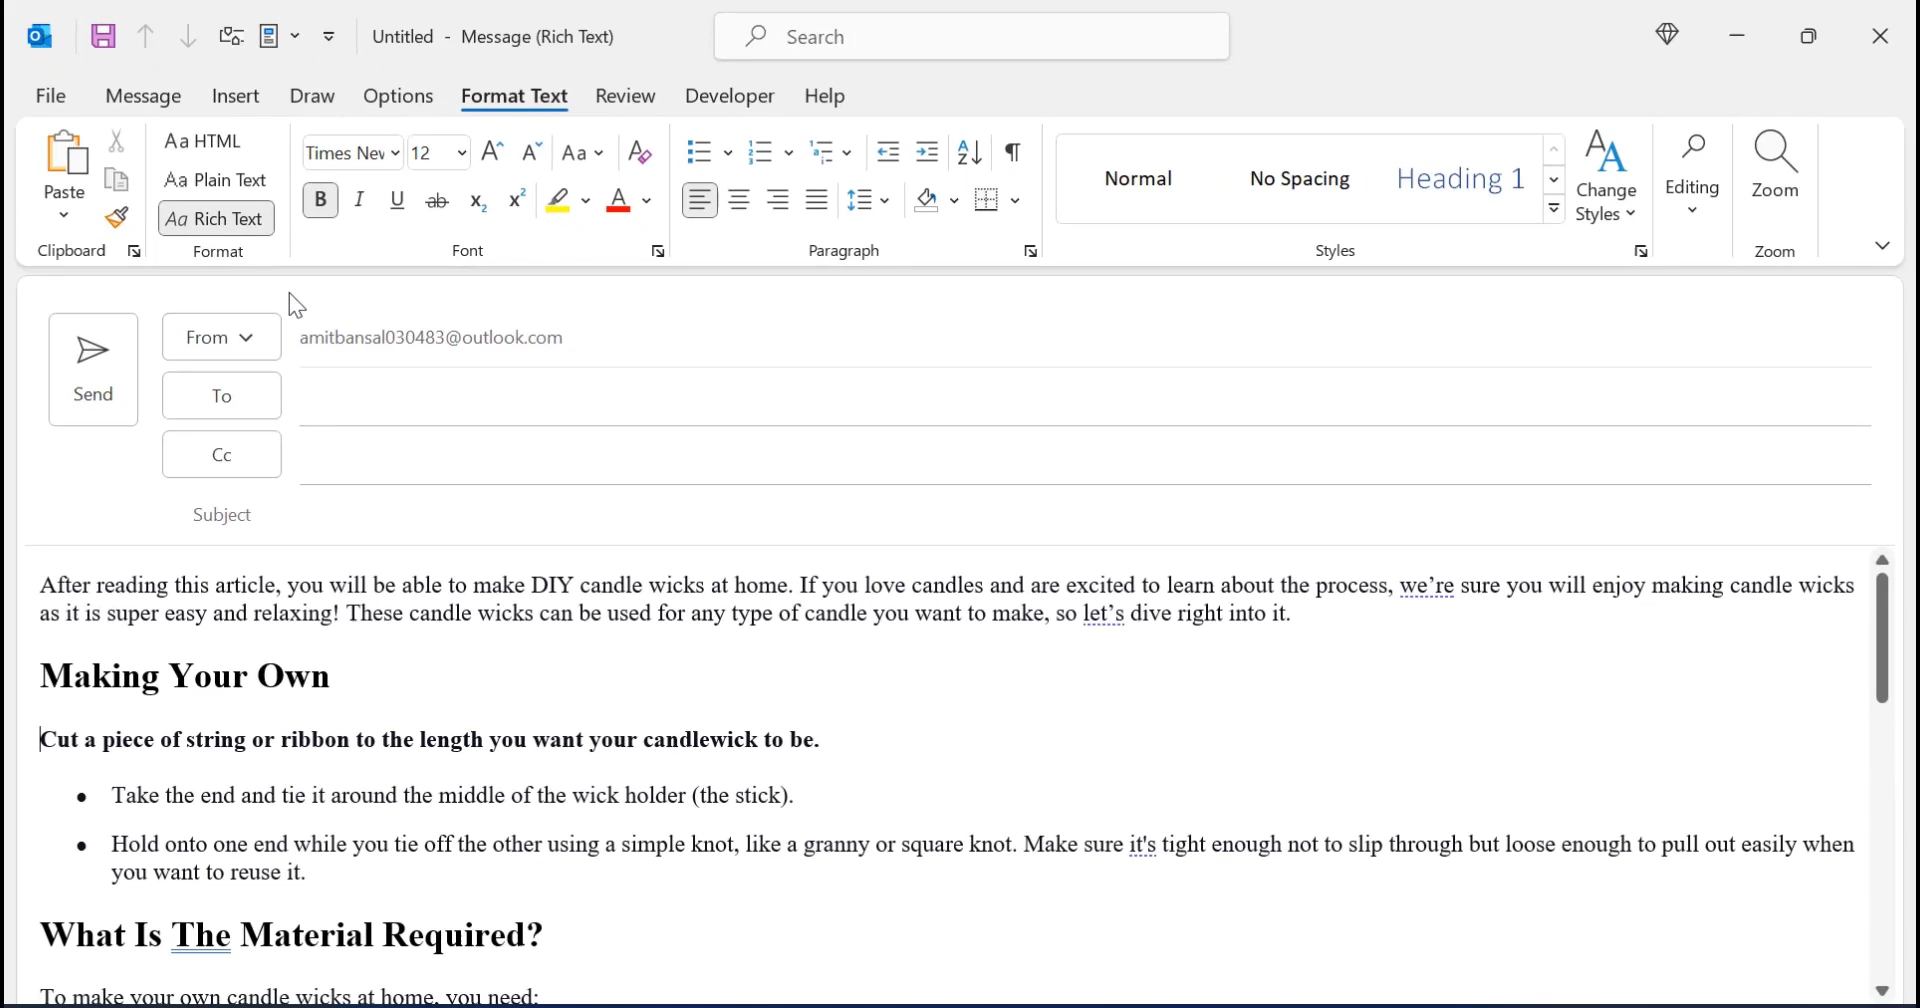 Untitled - Message (Rich Text)
Search
File Message Insert Draw Options Format Text Review Developer Help
Paste
Clipboard
Aa HTML
Aa Plain Text
Aa Rich Text
Format
Times New 12
Aa
B I U ab x₂ x²
A
Font
Paragraph
Normal No Spacing Heading 1
Styles
Change
Styles
Editing
Zoom
Zoom
Send
From amitbansal030483@outlook.com
To
Cc
Subject
After reading this article, you will be able to make DIY candle wicks at home. If you love candles and are excited to learn about the process, we’re sure you will enjoy making candle wicks
as it is super easy and relaxing! These candle wicks can be used for any type of candle you want to make, so let’s dive right into it.
Making Your Own
Cut a piece of string or ribbon to the length you want your candlewick to be.
• Take the end and tie it around the middle of the wick holder (the stick).
• Hold onto one end while you tie off the other using a simple knot, like a granny or square knot. Make sure it's tight enough not to slip through but loose enough to pull out easily when
you want to reuse it.
What Is The Material Required?
To make your own candle wicks at home, you need: